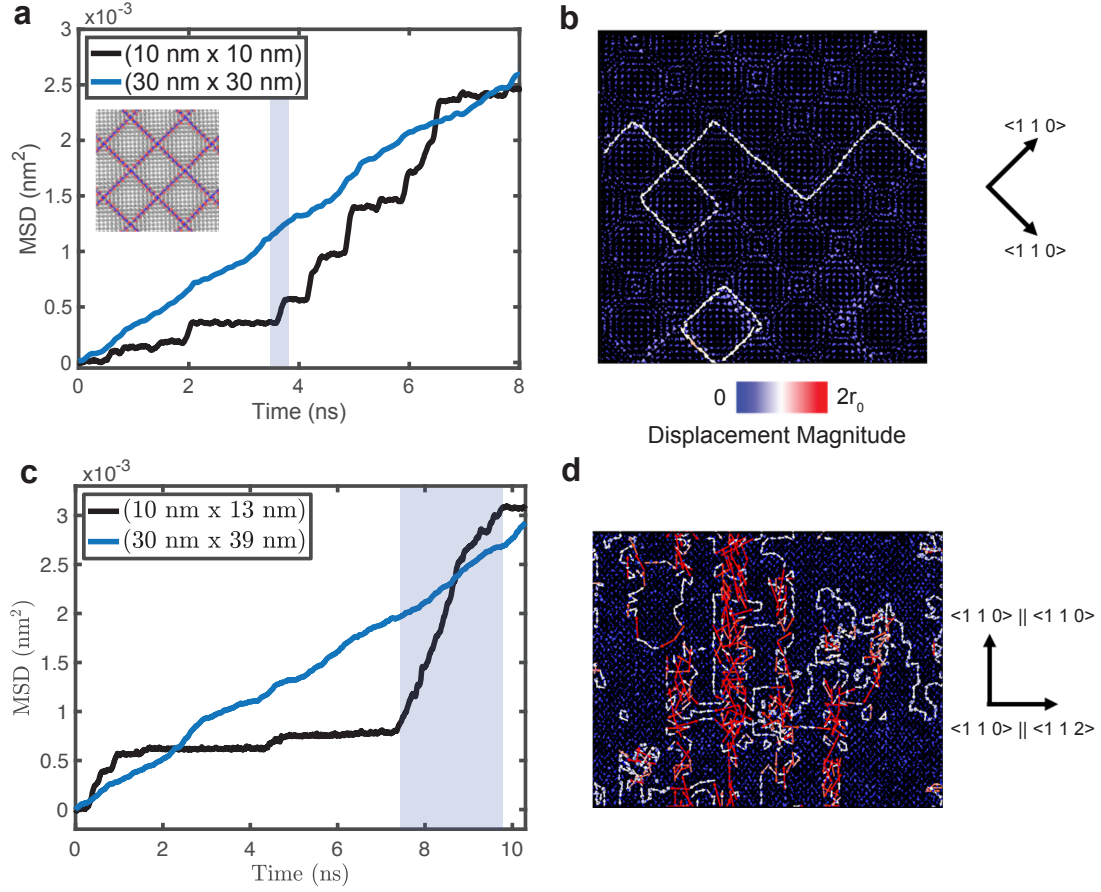 a
x10⁻³
3
2.5
2
1.5
1
0.5
0
MSD (nm²)
(10 nm x 10 nm)
(30 nm x 30 nm)
0 2 4 6 8
Time (ns)
b
<1 1 0>
<1 1 0>
0 2r₀
Displacement Magnitude
c
x10⁻³
3
2.5
2
1.5
1
0.5
0
MSD (nm²)
(10 nm x 13 nm)
(30 nm x 39 nm)
0 2 4 6 8 10
Time (ns)
d
<1 1 0> || <1 1 0>
<1 1 0> || <1 1 2>